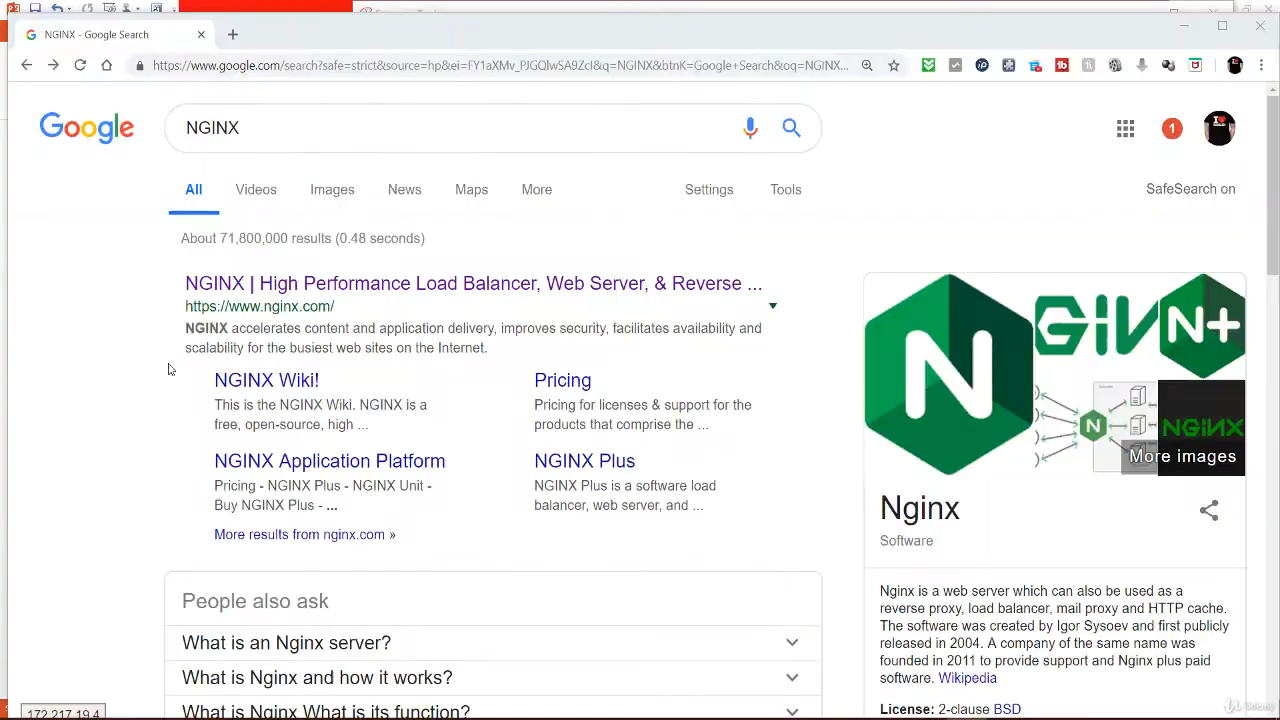 NGINX - Google Search
https://www.google.com/search?safe=strict&source=hp&ei=FY1aXMv_PJGQlwSA9ZcI&q=NGINX&btnK=Google+Search&oq=NGINX...
Google
NGINX
1
All Videos Images News Maps More Settings Tools
SafeSearch on
About 71,800,000 results (0.48 seconds)
NGINX | High Performance Load Balancer, Web Server, & Reverse ...
https://www.nginx.com/
NGINX accelerates content and application delivery, improves security, facilitates availability and
scalability for the busiest web sites on the Internet.
NGINX Wiki!
This is the NGINX Wiki. NGINX is a
free, open-source, high ...
Pricing
Pricing for licenses & support for the
products that comprise the ...
NGINX Application Platform
Pricing - NGINX Plus - NGINX Unit -
Buy NGINX Plus - ...
NGINX Plus
NGINX Plus is a software load
balancer, web server, and ...
More results from nginx.com »
People also ask
What is an Nginx server?
What is Nginx and how it works?
What is Nginx What is its function?
N
GIN
N+
N
NGINX
More images
Nginx
Software
Nginx is a web server which can also be used as a
reverse proxy, load balancer, mail proxy and HTTP cache.
The software was created by Igor Sysoev and first publicly
released in 2004. A company of the same name was
founded in 2011 to provide support and Nginx plus paid
software. Wikipedia
License: 2-clause BSD
172.217.19.4
Udemy